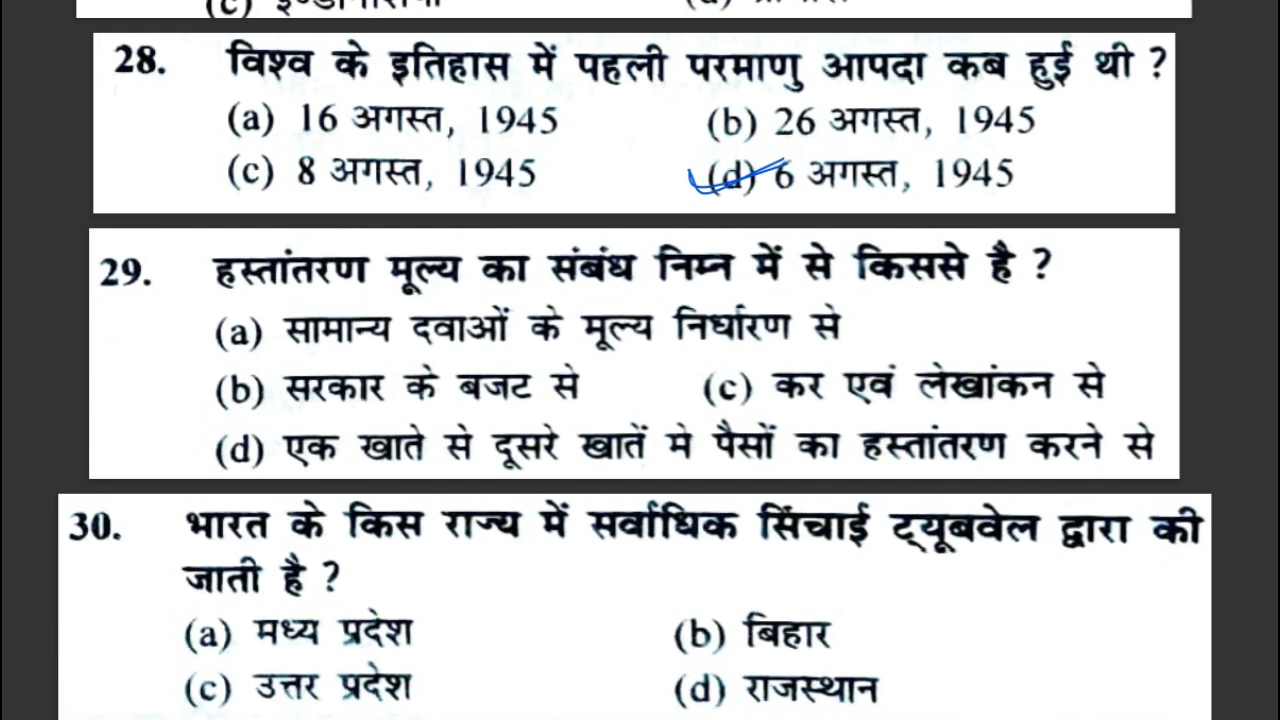 28. विश्व के इतिहास में पहली परमाणु आपदा कब हुई थी ?
(a) 16 अगस्त, 1945 (b) 26 अगस्त, 1945
(c) 8 अगस्त, 1945 (d) 6 अगस्त, 1945
29. हस्तांतरण मूल्य का संबंध निम्न में से किससे है ?
(a) सामान्य दवाओं के मूल्य निर्धारण से
(b) सरकार के बजट से (c) कर एवं लेखांकन से
(d) एक खाते से दूसरे खातें मे पैसों का हस्तांतरण करने से
30. भारत के किस राज्य में सर्वाधिक सिंचाई ट्यूबवेल द्वारा की
जाती है ?
(a) मध्य प्रदेश (b) बिहार
(c) उत्तर प्रदेश (d) राजस्थान